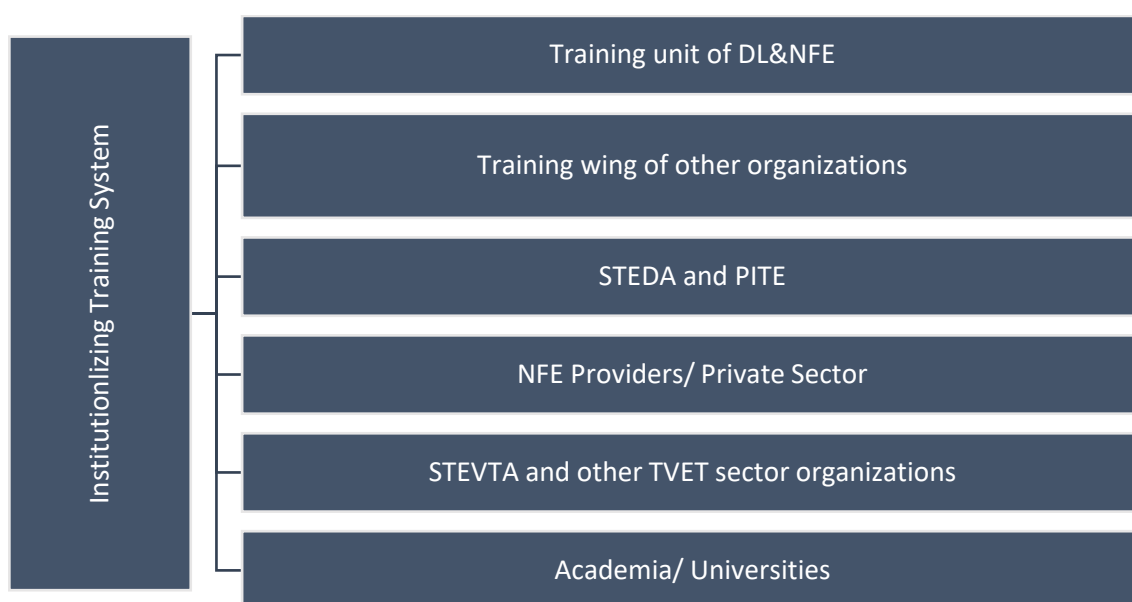 Institutionlizing Training System
Training unit of DL&NFE
Training wing of other organizations
STEDA and PITE
NFE Providers/ Private Sector
STEVTA and other TVET sector organizations
Academia/ Universities